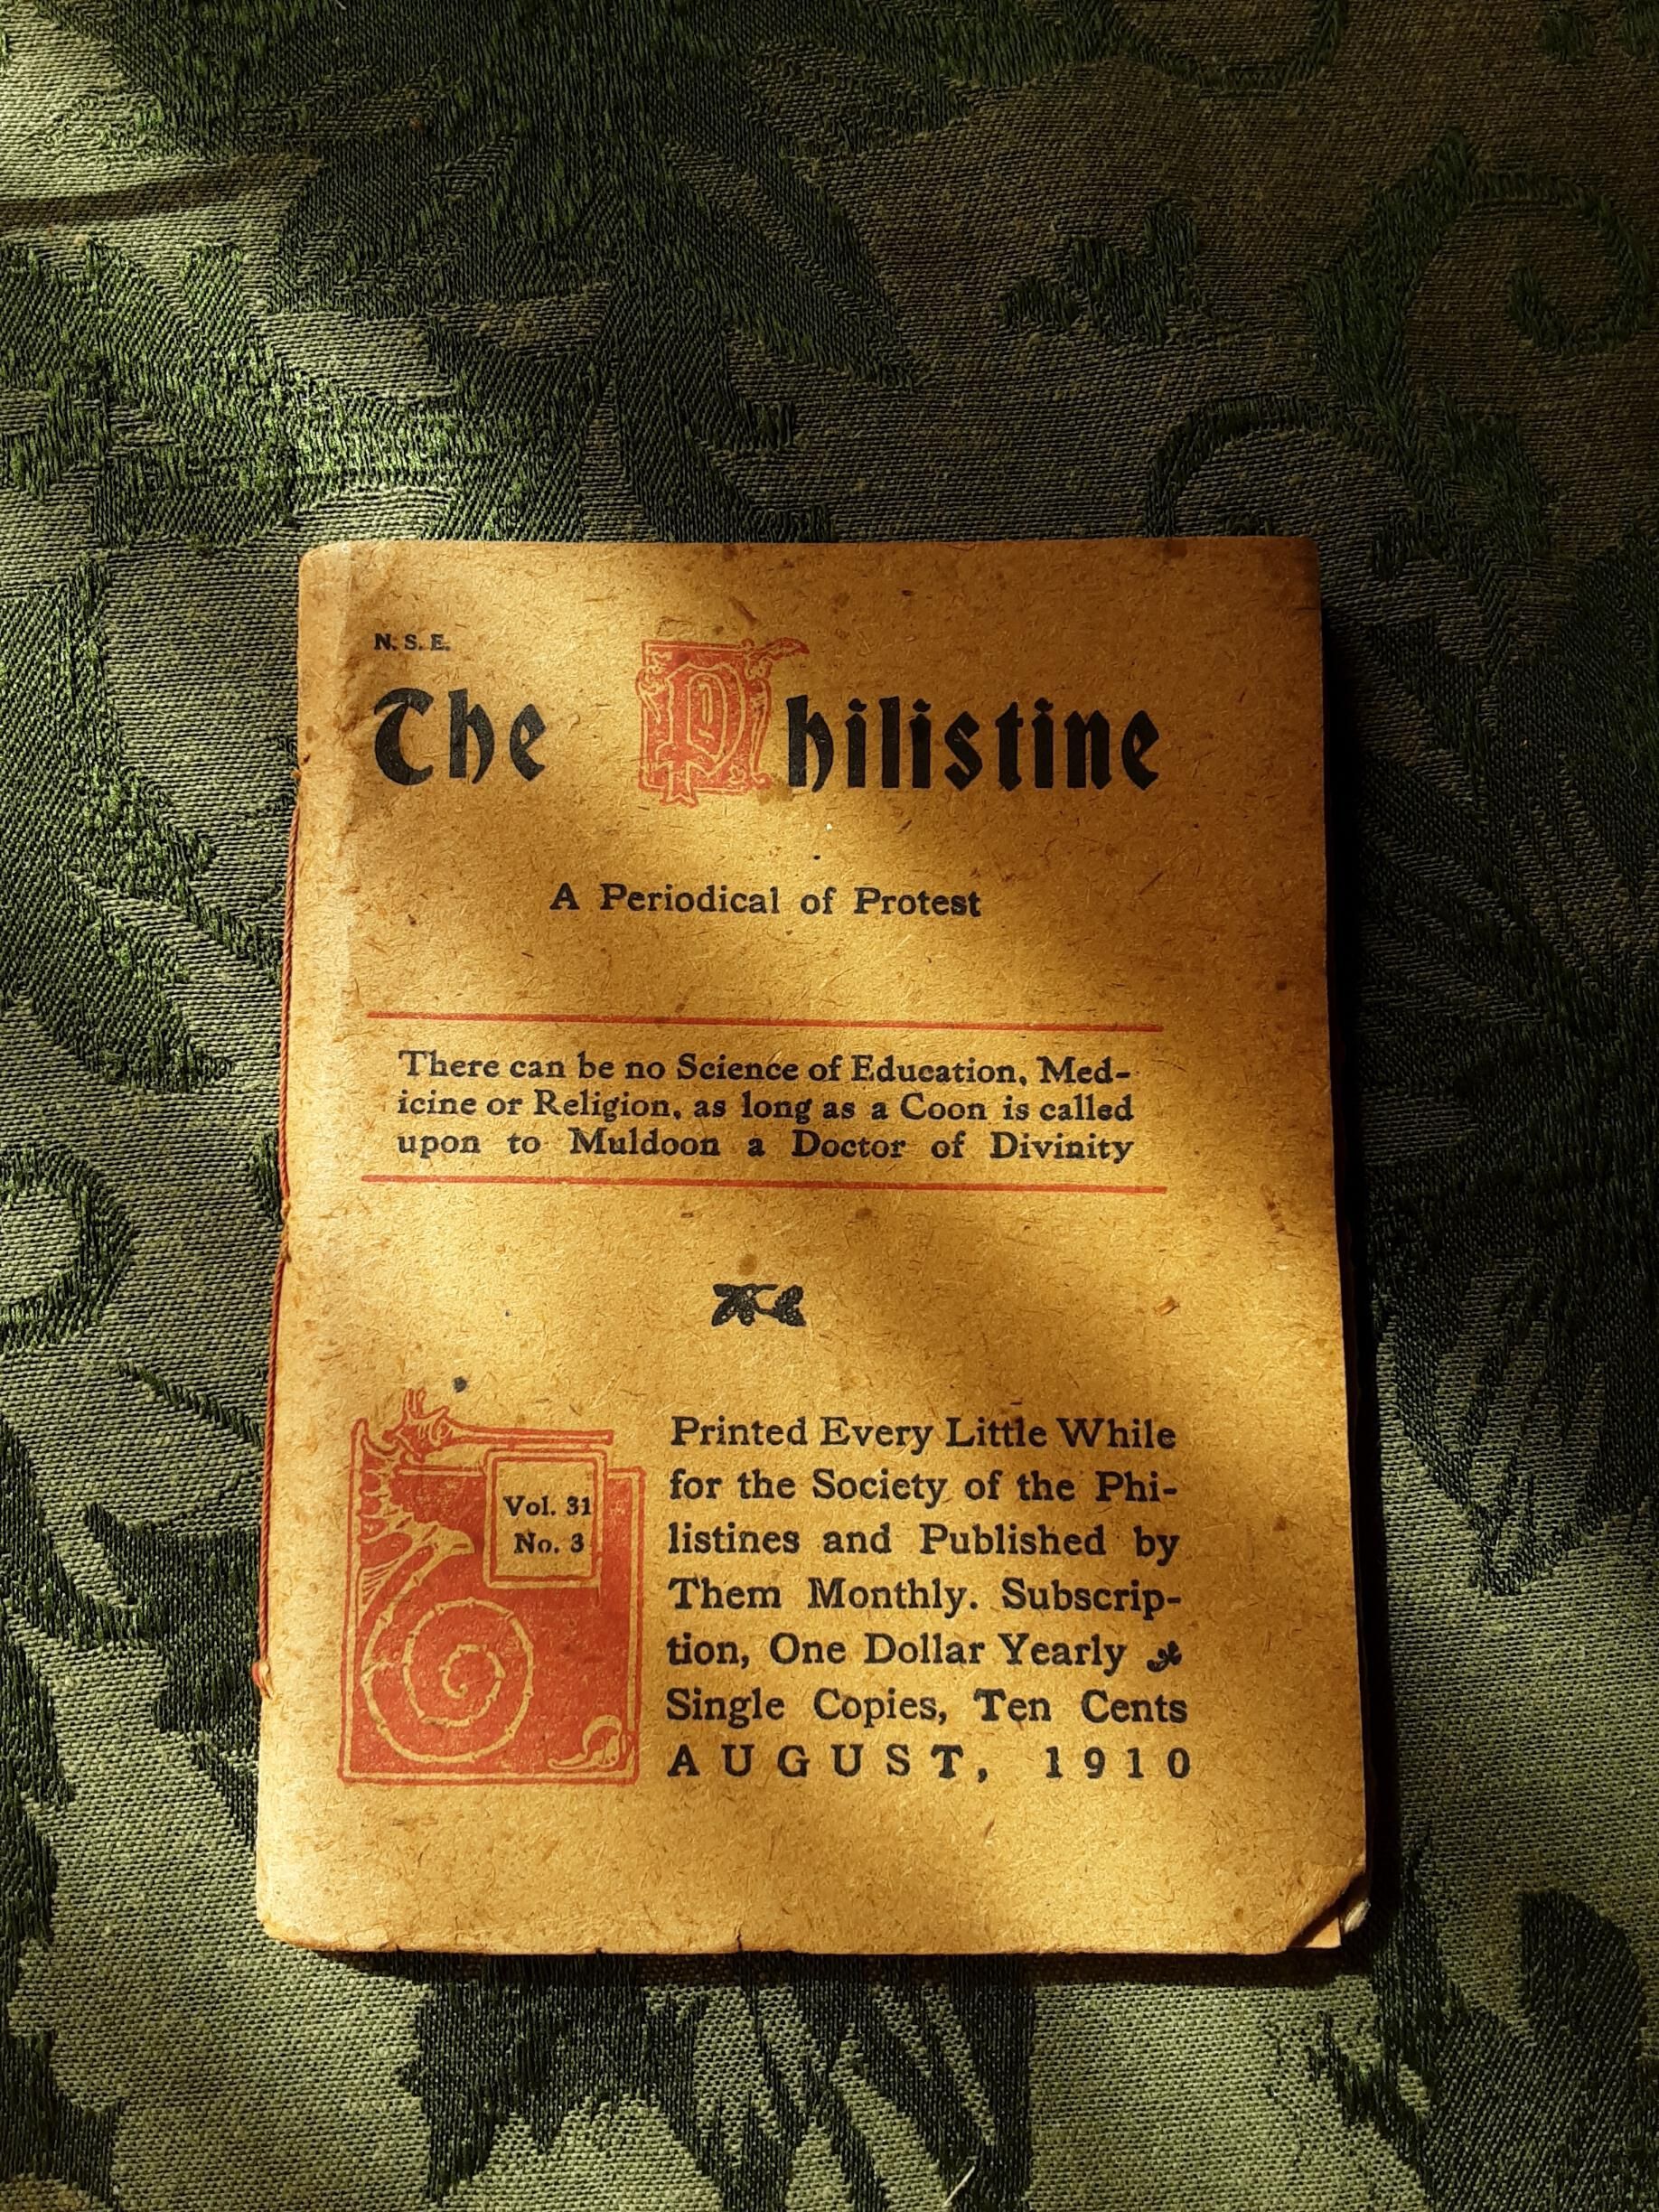 N. S. E.
The Philistine
A Periodical of Protest
There can be no Science of Education, Med-
icine or Religion, as long as a Coon is called
upon to Muldoon a Doctor of Divinity
Vol. 31
No. 3
Printed Every Little While
for the Society of the Phi-
listines and Published by
Them Monthly. Subscrip-
tion, One Dollar Yearly
Single Copies, Ten Cents
AUGUST, 1910